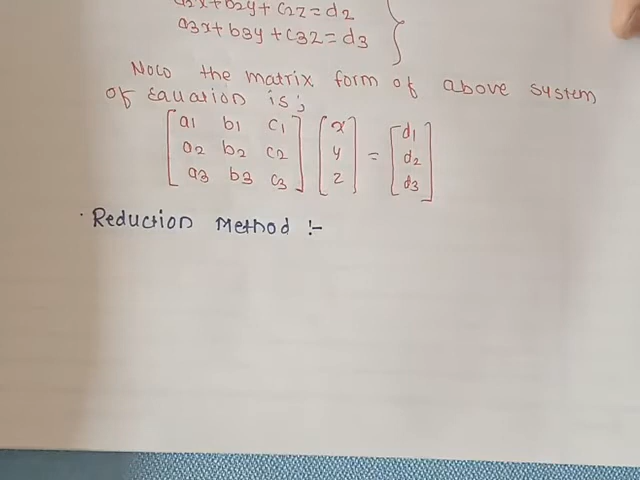 a2x+b2y+c2z=d2
a3x+b3y+c3z=d3
Now the matrix form of above system
of Equation is;
[a1 b1 c1] [x] [d1]
[a2 b2 c2] [y] = [d2]
[a3 b3 c3] [z] [d3]
· Reduction Method :-